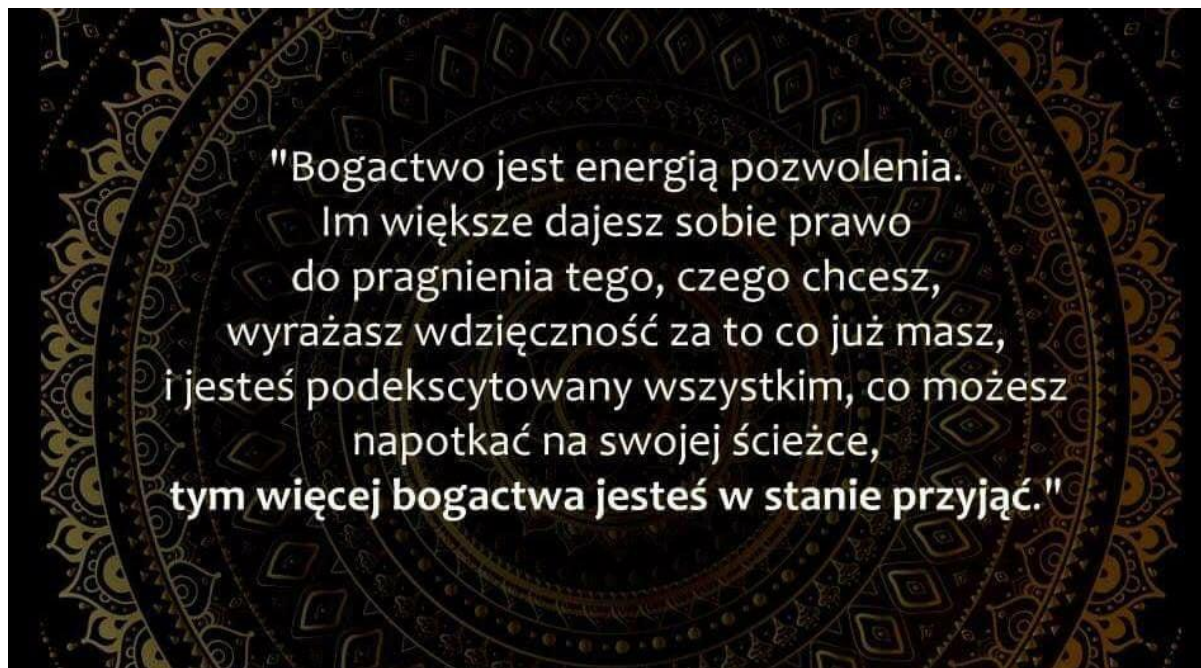 "Bogactwo jest energią pozwolenia.
Im większe dajesz sobie prawo
do pragnienia tego, czego chcesz,
wyrażasz wdzięczność za to co już masz,
i jesteś podekscytowany wszystkim, co możesz
napotkać na swojej ścieżce,
tym więcej bogactwa jesteś w stanie przyjąć."